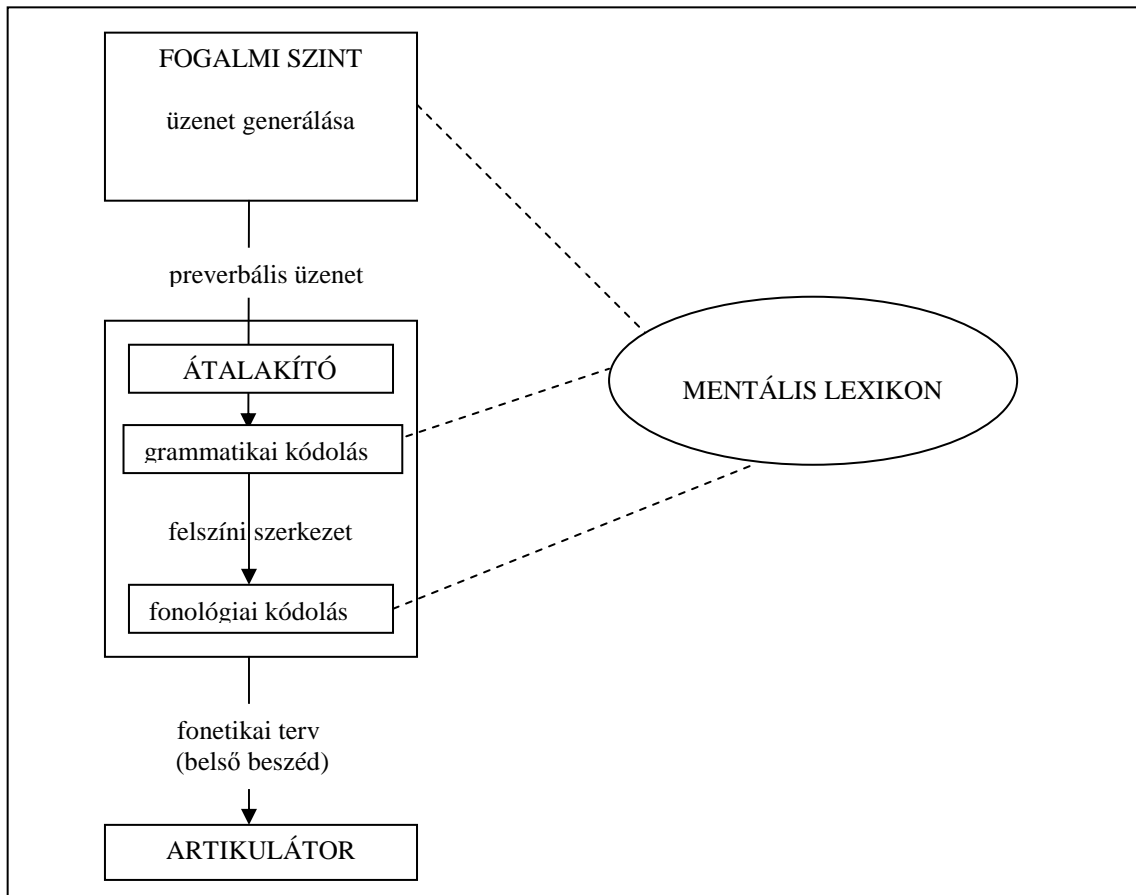 FOGALMI SZINT
üzenet generálása
preverbális üzenet
ÁTALAKÍTÓ
grammatikai kódolás
felszíni szerkezet
fonológiai kódolás
fonetikai terv
(belső beszéd)
ARTIKULÁTOR
MENTÁLIS LEXIKON